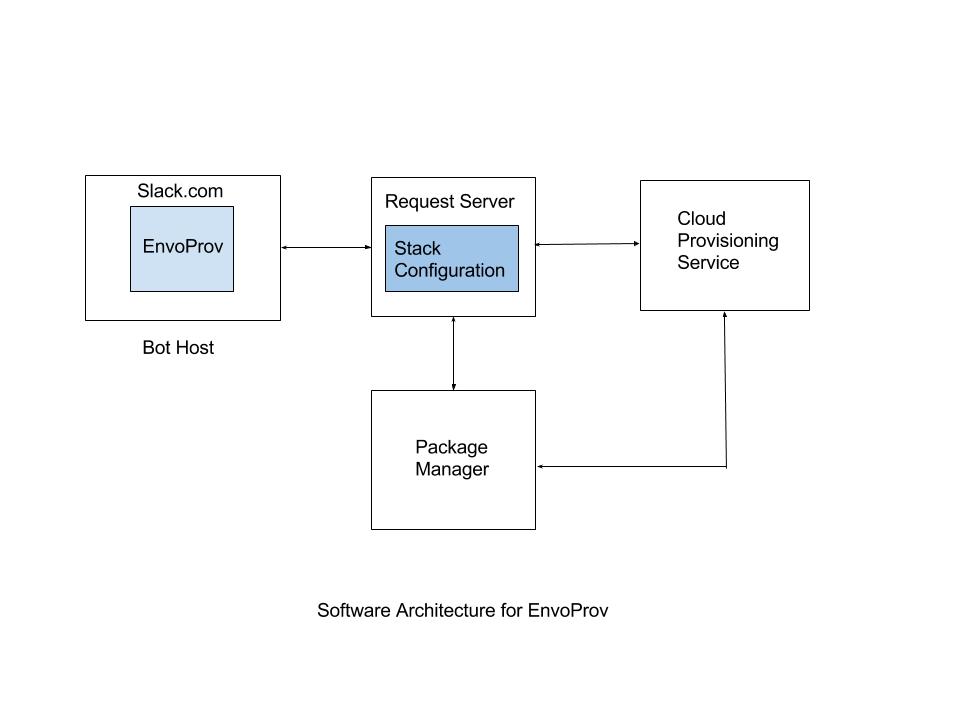 Slack.com
EnvoProv
Bot Host
Request Server
Stack
Configuration
Cloud
Provisioning
Service
Package
Manager
Software Architecture for EnvoProv